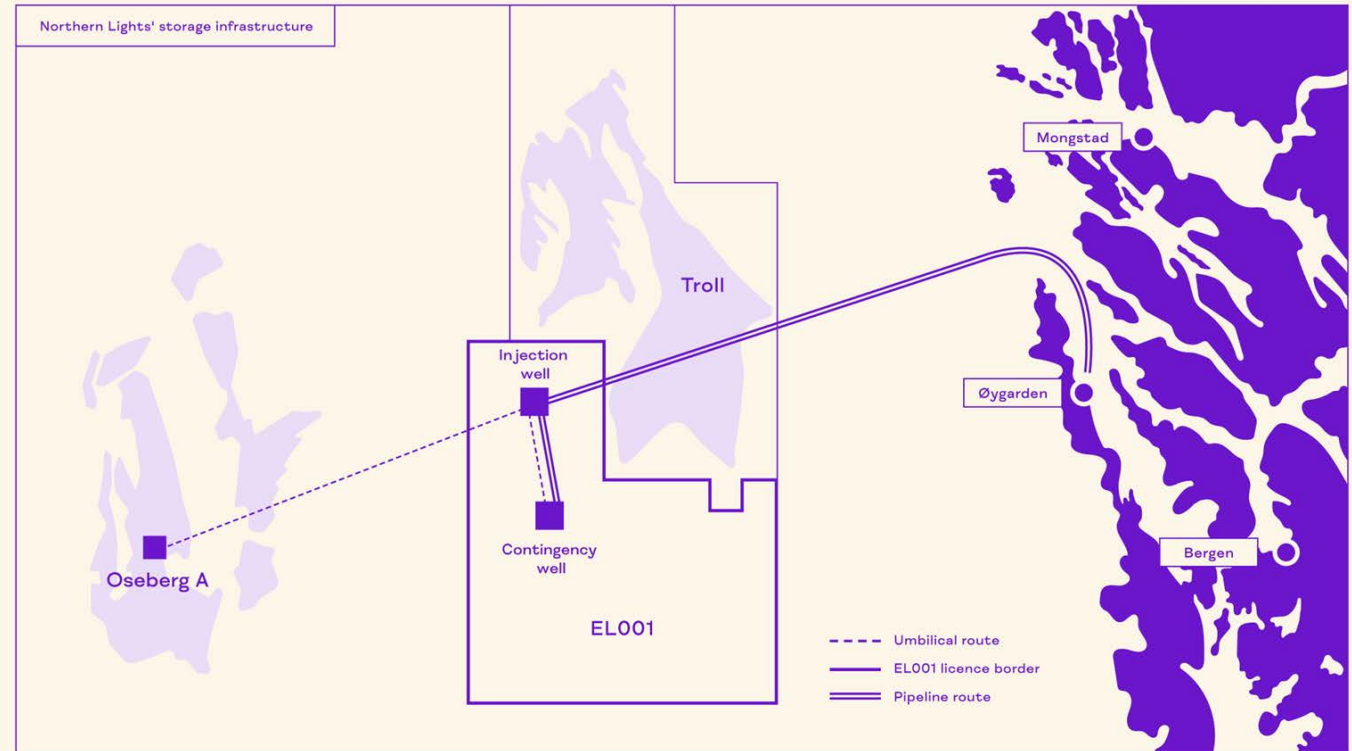 Northern Lights' storage infrastructure
Mongstad
Troll
Injection
well
Øygarden
Contingency
well
Bergen
Oseberg A
EL001
Umbilical route
EL001 licence border
Pipeline route